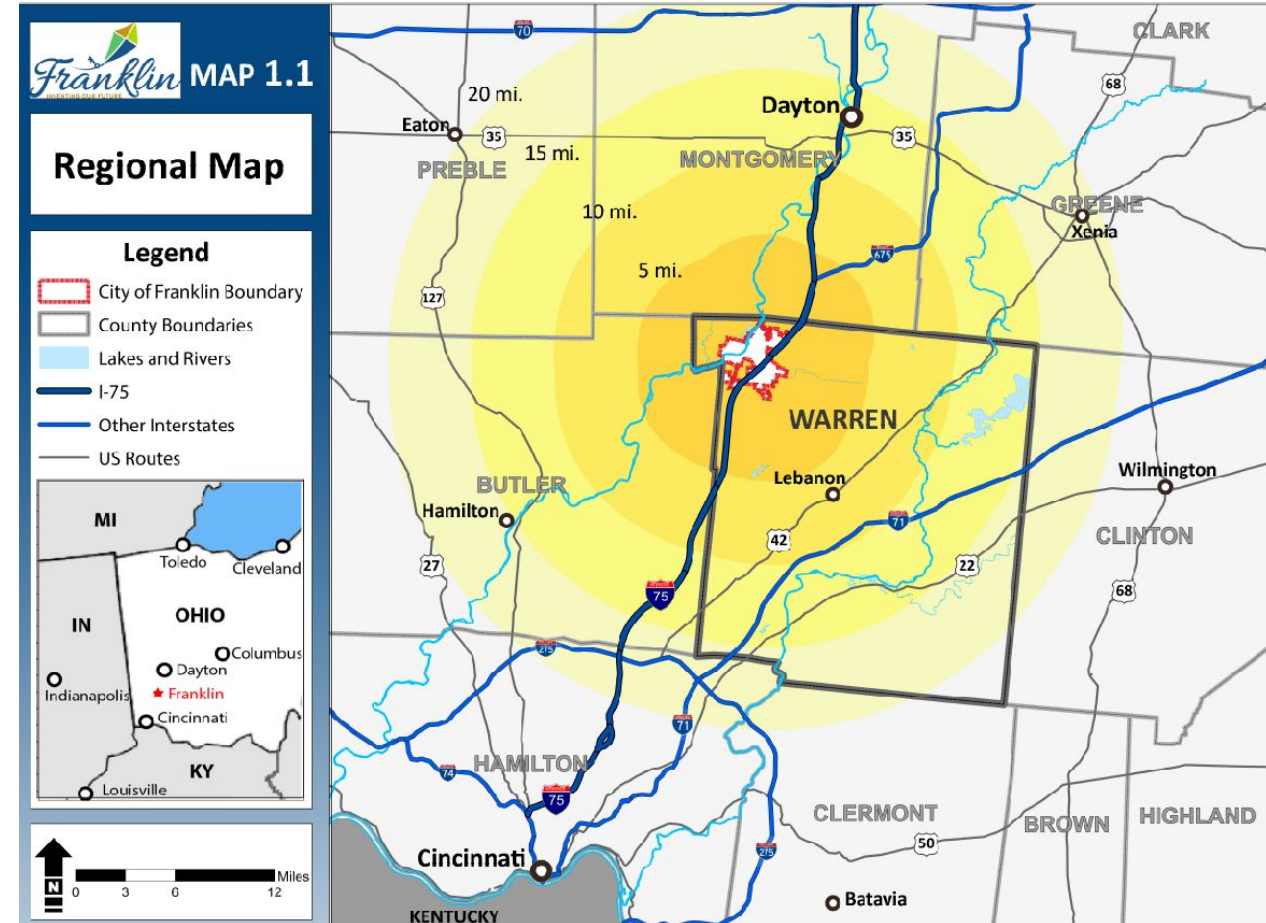 Franklin
INVENTING OUR FUTURE
MAP 1.1
Regional Map
Legend
City of Franklin Boundary
County Boundaries
Lakes and Rivers
I-75
Other Interstates
US Routes
MI
Toledo
Cleveland
OHIO
IN
Columbus
Dayton
Indianapolis
Franklin
Cincinnati
KY
Louisville
N
0 3 6 12
Miles
70
CLARK
68
20 mi.
Dayton
Eaton
35
15 mi.
MONTGOMERY
35
PREBLE
10 mi.
GREENE
Xenia
675
5 mi.
127
WARREN
Lebanon
Wilmington
BUTLER
Hamilton
71
42
CLINTON
27
22
75
68
275
71
HAMILTON
74
75
CLERMONT
BROWN
HIGHLAND
50
275
Cincinnati
Batavia
KENTUCKY